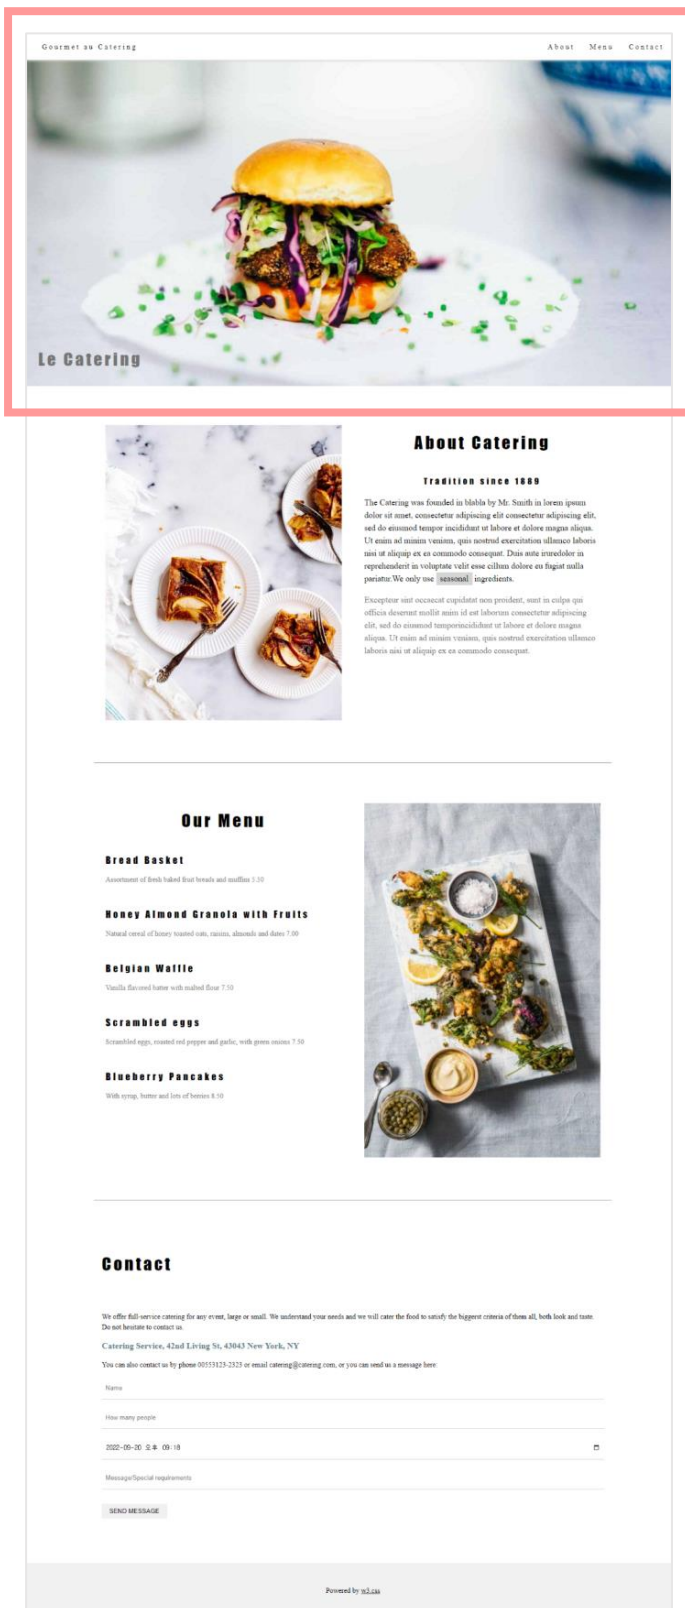 Gourmet au Catering
About Menu Contact
Le Catering
About Catering
Tradition since 1889
The Catering was founded in blabla by Mr. Smith in lorem ipsum
dolor sit amet, consectetur adipiscing elit consectetur adipiscing elit,
sed do eiusmod tempor incididunt ut labore et dolore magna aliqua.
Ut enim ad minim veniam, quis nostrud exercitation ullamco laboris
nisi ut aliquip ex ea commodo consequat. Duis aute iruredolor in
reprehenderit in voluptate velit esse cillum dolore eu fugiat nulla
pariatur.We only use seasonal ingredients.
Excepteur sint occaecat cupidatat non proident, sunt in culpa qui
officia deserunt mollit anim id est laborum consectetur adipiscing
elit, sed do eiusmod temporincididunt ut labore et dolore magna
aliqua. Ut enim ad minim veniam, quis nostrud exercitation ullamco
laboris nisi ut aliquip ex ea commodo consequat.
Our Menu
Bread Basket
Assortment of fresh baked fruit breads and muffins 5.50
Honey Almond Granola with Fruits
Natural cereal of honey toasted oats, raisins, almonds and dates 7.00
Belgian Waffle
Vanilla flavored batter with malted flour 7.50
Scrambled eggs
Scrambled eggs, roasted red pepper and garlic, with green onions 7.50
Blueberry Pancakes
With syrup, butter and lots of berries 8.50
Contact
We offer full-service catering for any event, large or small. We understand your needs and we will cater the food to satisfy the biggerst criteria of them all, both look and taste.
Do not hesitate to contact us.
Catering Service, 42nd Living St, 43043 New York, NY
You can also contact us by phone 00553123-2323 or email catering@catering.com, or you can send us a message here:
Name
How many people
2022-09-20 오후 09:18
Message/Special requirements
SEND MESSAGE
Powered by w3.css